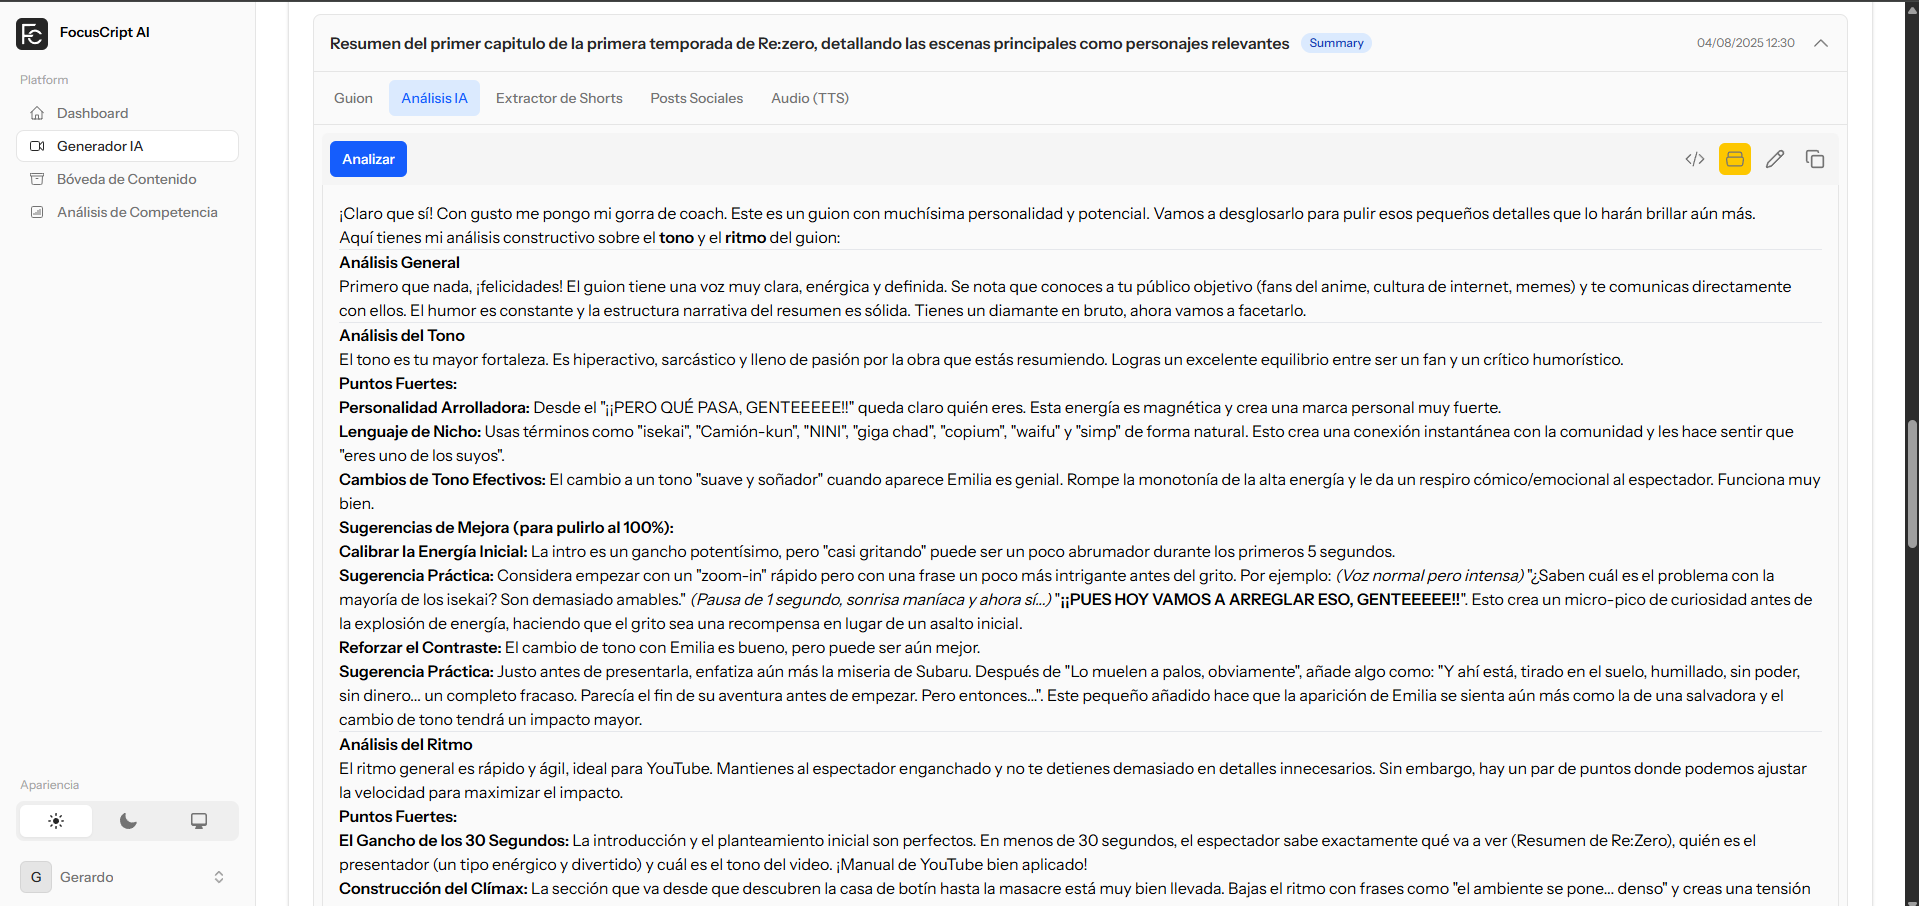 FocusCript AI
Platform
Dashboard
Generador IA
Bóveda de Contenido
Análisis de Competencia
Apariencia
G Gerardo
Resumen del primer capitulo de la primera temporada de Re:zero, detallando las escenas principales como personajes relevantes Summary 04/08/2025 12:30
Guion Análisis IA Extractor de Shorts Posts Sociales Audio (TTS)
Analizar
¡Claro que sí! Con gusto me pongo mi gorra de coach. Este es un guion con muchísima personalidad y potencial. Vamos a desglosarlo para pulir esos pequeños detalles que lo harán brillar aún más.
Aquí tienes mi análisis constructivo sobre el tono y el ritmo del guion:
Análisis General
Primero que nada, ¡felicidades! El guion tiene una voz muy clara, enérgica y definida. Se nota que conoces a tu público objetivo (fans del anime, cultura de internet, memes) y te comunicas directamente
con ellos. El humor es constante y la estructura narrativa del resumen es sólida. Tienes un diamante en bruto, ahora vamos a facetarlo.
Análisis del Tono
El tono es tu mayor fortaleza. Es hiperactivo, sarcástico y lleno de pasión por la obra que estás resumiendo. Logras un excelente equilibrio entre ser un fan y un crítico humorístico.
Puntos Fuertes:
Personalidad Arrolladora: Desde el "¡¡PERO QUÉ PASA, GENTEEEEE!!" queda claro quién eres. Esta energía es magnética y crea una marca personal muy fuerte.
Lenguaje de Nicho: Usas términos como "isekai", "Camión-kun", "NINI", "giga chad", "copium", "waifu" y "simp" de forma natural. Esto crea una conexión instantánea con la comunidad y les hace sentir que
"eres uno de los suyos".
Cambios de Tono Efectivos: El cambio a un tono "suave y soñador" cuando aparece Emilia es genial. Rompe la monotonía de la alta energía y le da un respiro cómico/emocional al espectador. Funciona muy
bien.
Sugerencias de Mejora (para pulirlo al 100%):
Calibrar la Energía Inicial: La intro es un gancho potentísimo, pero "casi gritando" puede ser un poco abrumador durante los primeros 5 segundos.
Sugerencia Práctica: Considera empezar con un "zoom-in" rápido pero con una frase un poco más intrigante antes del grito. Por ejemplo: (Voz normal pero intensa) "¿Saben cuál es el problema con la
mayoría de los isekai? Son demasiado amables." (Pausa de 1 segundo, sonrisa maníaca y ahora sí...) "¡¡PUES HOY VAMOS A ARREGLAR ESO, GENTEEEEE!!". Esto crea un micro-pico de curiosidad antes de
la explosión de energía, haciendo que el grito sea una recompensa en lugar de un asalto inicial.
Reforzar el Contraste: El cambio de tono con Emilia es bueno, pero puede ser aún mejor.
Sugerencia Práctica: Justo antes de presentarla, enfatiza aún más la miseria de Subaru. Después de "Lo muelen a palos, obviamente", añade algo como: "Y ahí está, tirado en el suelo, humillado, sin poder,
sin dinero... un completo fracaso. Parecía el fin de su aventura antes de empezar. Pero entonces...". Este pequeño añadido hace que la aparición de Emilia se sienta aún más como la de una salvadora y el
cambio de tono tendrá un impacto mayor.
Análisis del Ritmo
El ritmo general es rápido y ágil, ideal para YouTube. Mantienes al espectador enganchado y no te detienes demasiado en detalles innecesarios. Sin embargo, hay un par de puntos donde podemos ajustar
la velocidad para maximizar el impacto.
Puntos Fuertes:
El Gancho de los 30 Segundos: La introducción y el planteamiento inicial son perfectos. En menos de 30 segundos, el espectador sabe exactamente qué va a ver (Resumen de Re:Zero), quién es el
presentador (un tipo enérgico y divertido) y cuál es el tono del video. ¡Manual de YouTube bien aplicado!
Construcción del Clímax: La sección que va desde que descubren la casa de botín hasta la masacre está muy bien llevada. Bajas el ritmo con frases como "el ambiente se pone... denso" y creas una tensión